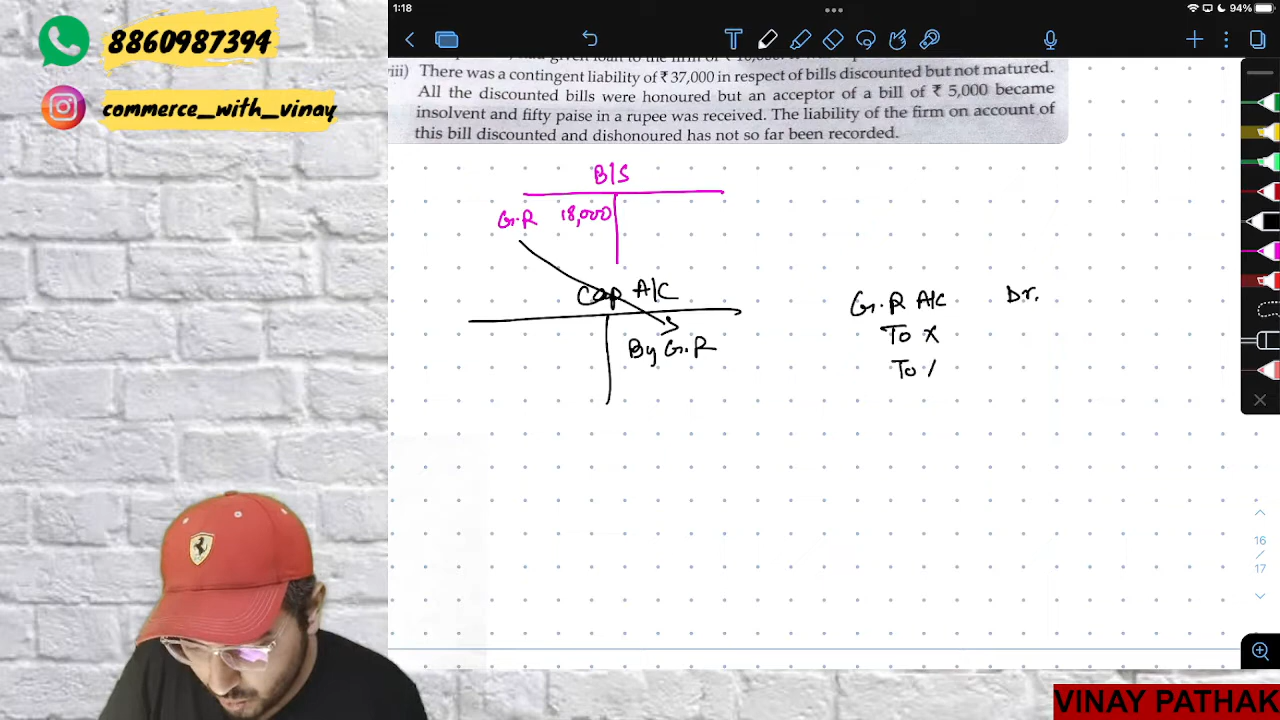 1:18
94%
8860987394
commerce_with_vinay
iii) There was a contingent liability of ₹ 37,000 in respect of bills discounted but not matured.
All the discounted bills were honoured but an acceptor of a bill of ₹ 5,000 became
insolvent and fifty paise in a rupee was received. The liability of the firm on account of
this bill discounted and dishonoured has not so far been recorded.
B/S
G.R 18,000
Cap A/C
By G.R
G.R A/C Dr.
To X
To
16
/
17
VINAY PATHAK